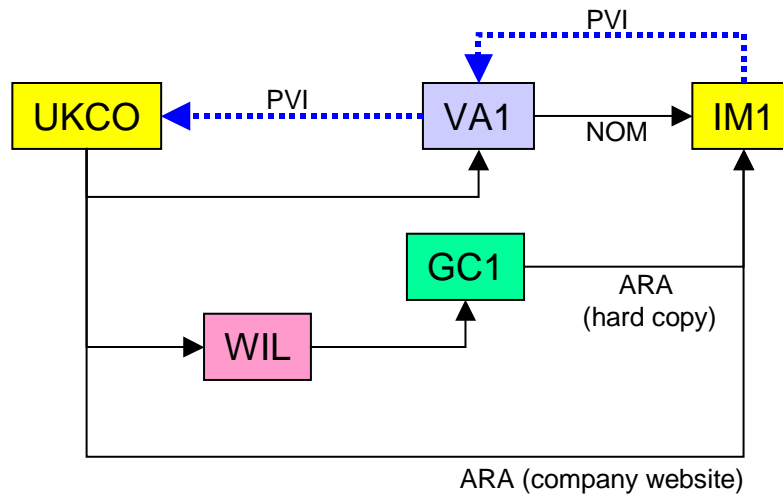 PVI
PVI
UKCO
VA1
NOM
IM1
GC1
ARA
(hard copy)
WIL
ARA (company website)